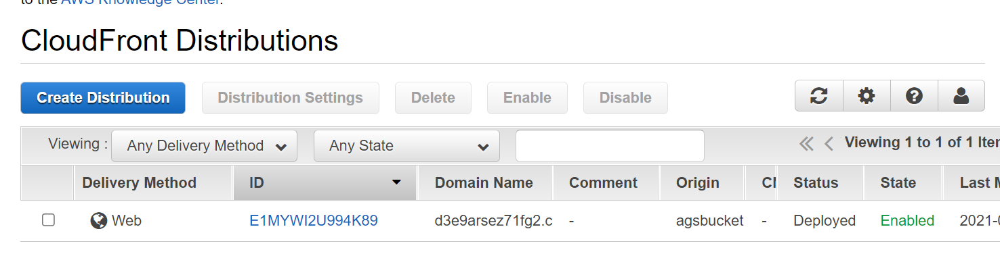 to the AWS Knowledge Center.
CloudFront Distributions
Create Distribution Distribution Settings Delete Enable Disable
Viewing : Any Delivery Method Any State Viewing 1 to 1 of 1 Iter
Delivery Method ID Domain Name Comment Origin Status State Last M
Web E1MYWI2U994K89 d3e9arsez71fg2.c - agsbucket - Deployed Enabled 2021-0